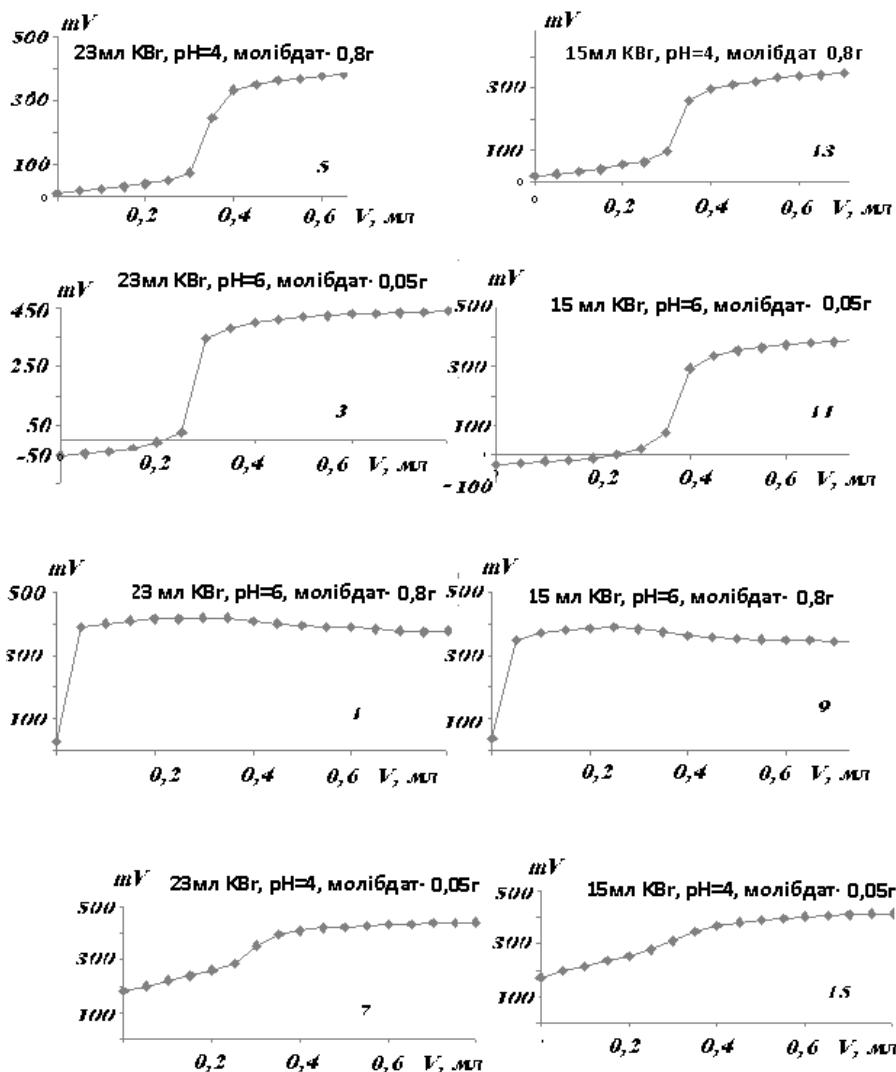 mV
500
23мл KBr, pH=4, молібдат- 0,8г
300
100
5
0
0,2 0,4 0,6 V, мл
mV
15мл KBr, pH=4, молібдат 0,8г
300
100
13
0
0
0,2 0,4 0,6 V, мл
mV
23мл KBr, pH=6, молібдат- 0,05г
450
250
50
3
-50
0
0,2 0,4 0,6 V, мл
mV
500
15 мл KBr, pH=6, молібдат- 0,05г
300
100
11
-100
0,2 0,4 0,6 V, мл
mV
500
23 мл KBr, pH=6, молібдат- 0,8г
300
100
1
0,2 0,4 0,6 V, мл
mV
500
15 мл KBr, pH=6, молібдат- 0,8г
300
100
9
0,2 0,4 0,6 V, мл
mV
23мл KBr, pH=4, молібдат- 0,05г
500
300
100
7
0,2 0,4 0,6 V, мл
mV
15мл KBr, pH=4, молібдат- 0,05г
500
300
100
15
0,2 0,4 0,6 V, мл